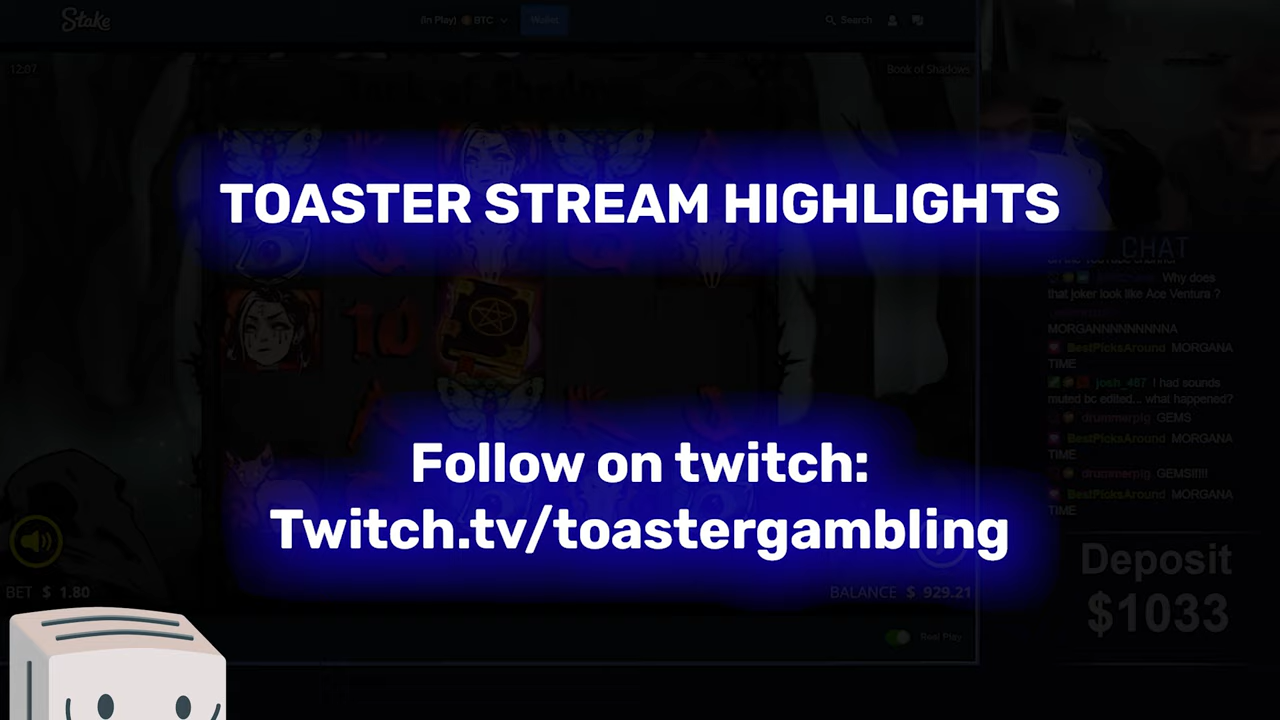 Stake
(In Play) BTC
Wallet
Search
12:07
Book of Shadows
TOASTER STREAM HIGHLIGHTS
CHAT
Why does
that joker look like Ace Ventura ?
MORGANNNNNNNNNA
BestPicksAround MORGANA
TIME
josh_487 I had sounds
muted bc edited... what happened?
drummerpig GEMS
BestPicksAround MORGANA
TIME
drummerpig GEMS!!!!!
BestPicksAround MORGANA
TIME
10
Follow on twitch:
Twitch.tv/toastergambling
BET $ 1.80
BALANCE $ 929.21
Deposit
$1033
Real Play